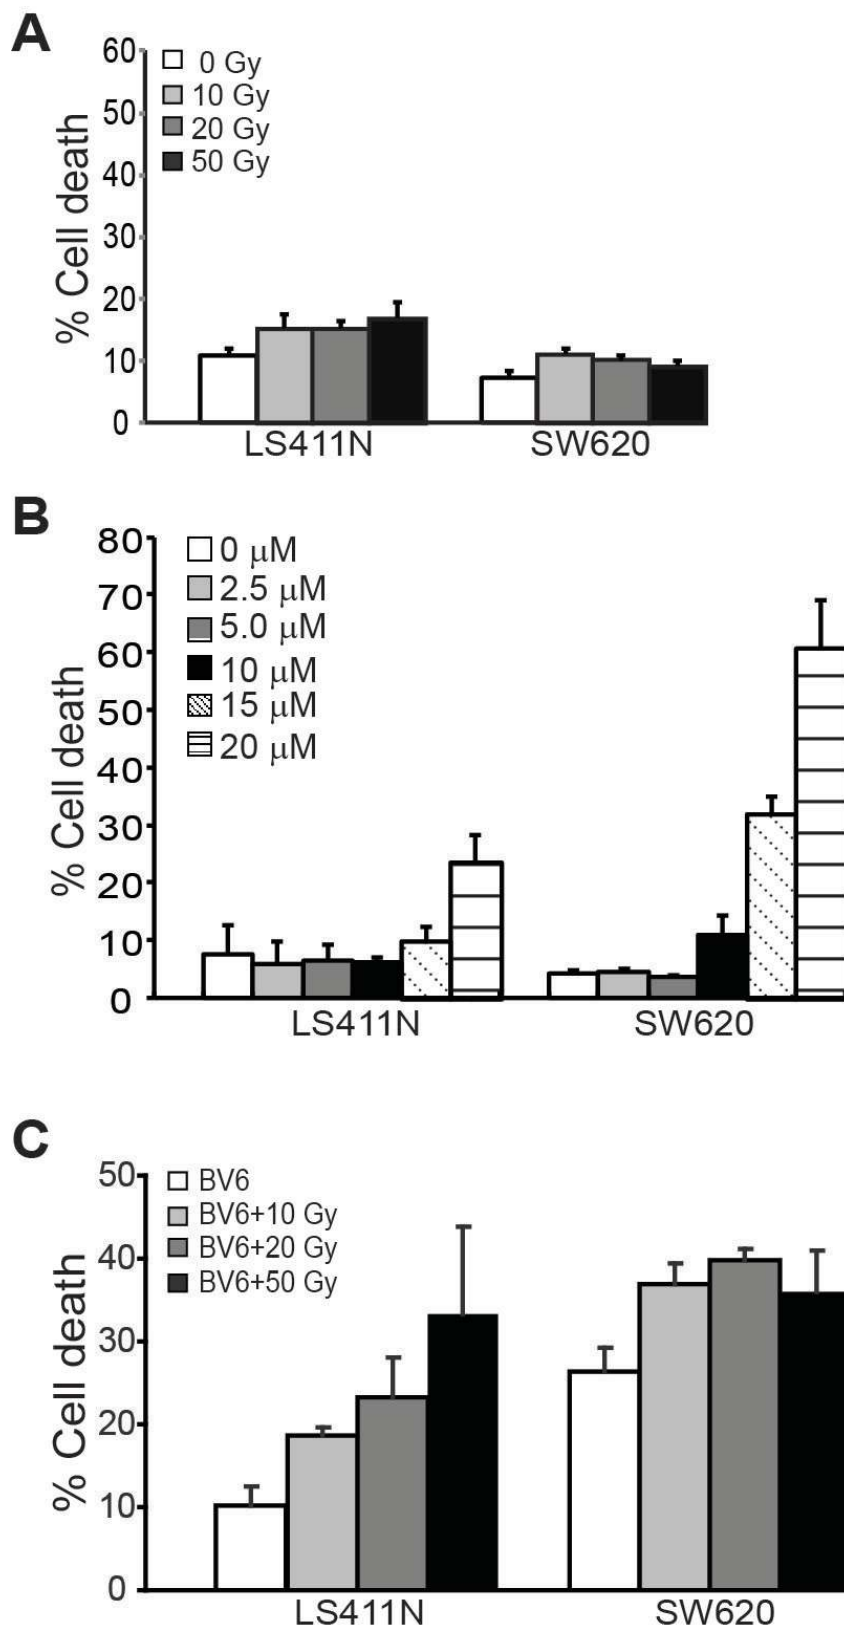 A
60
50
40
30
20
10
0
% Cell death
0 Gy
10 Gy
20 Gy
50 Gy
LS411N
SW620
B
80
70
60
50
40
30
20
10
0
% Cell death
0 μM
2.5 μM
5.0 μM
10 μM
15 μM
20 μM
LS411N
SW620
C
50
40
30
20
10
0
% Cell death
BV6
BV6+10 Gy
BV6+20 Gy
BV6+50 Gy
LS411N
SW620